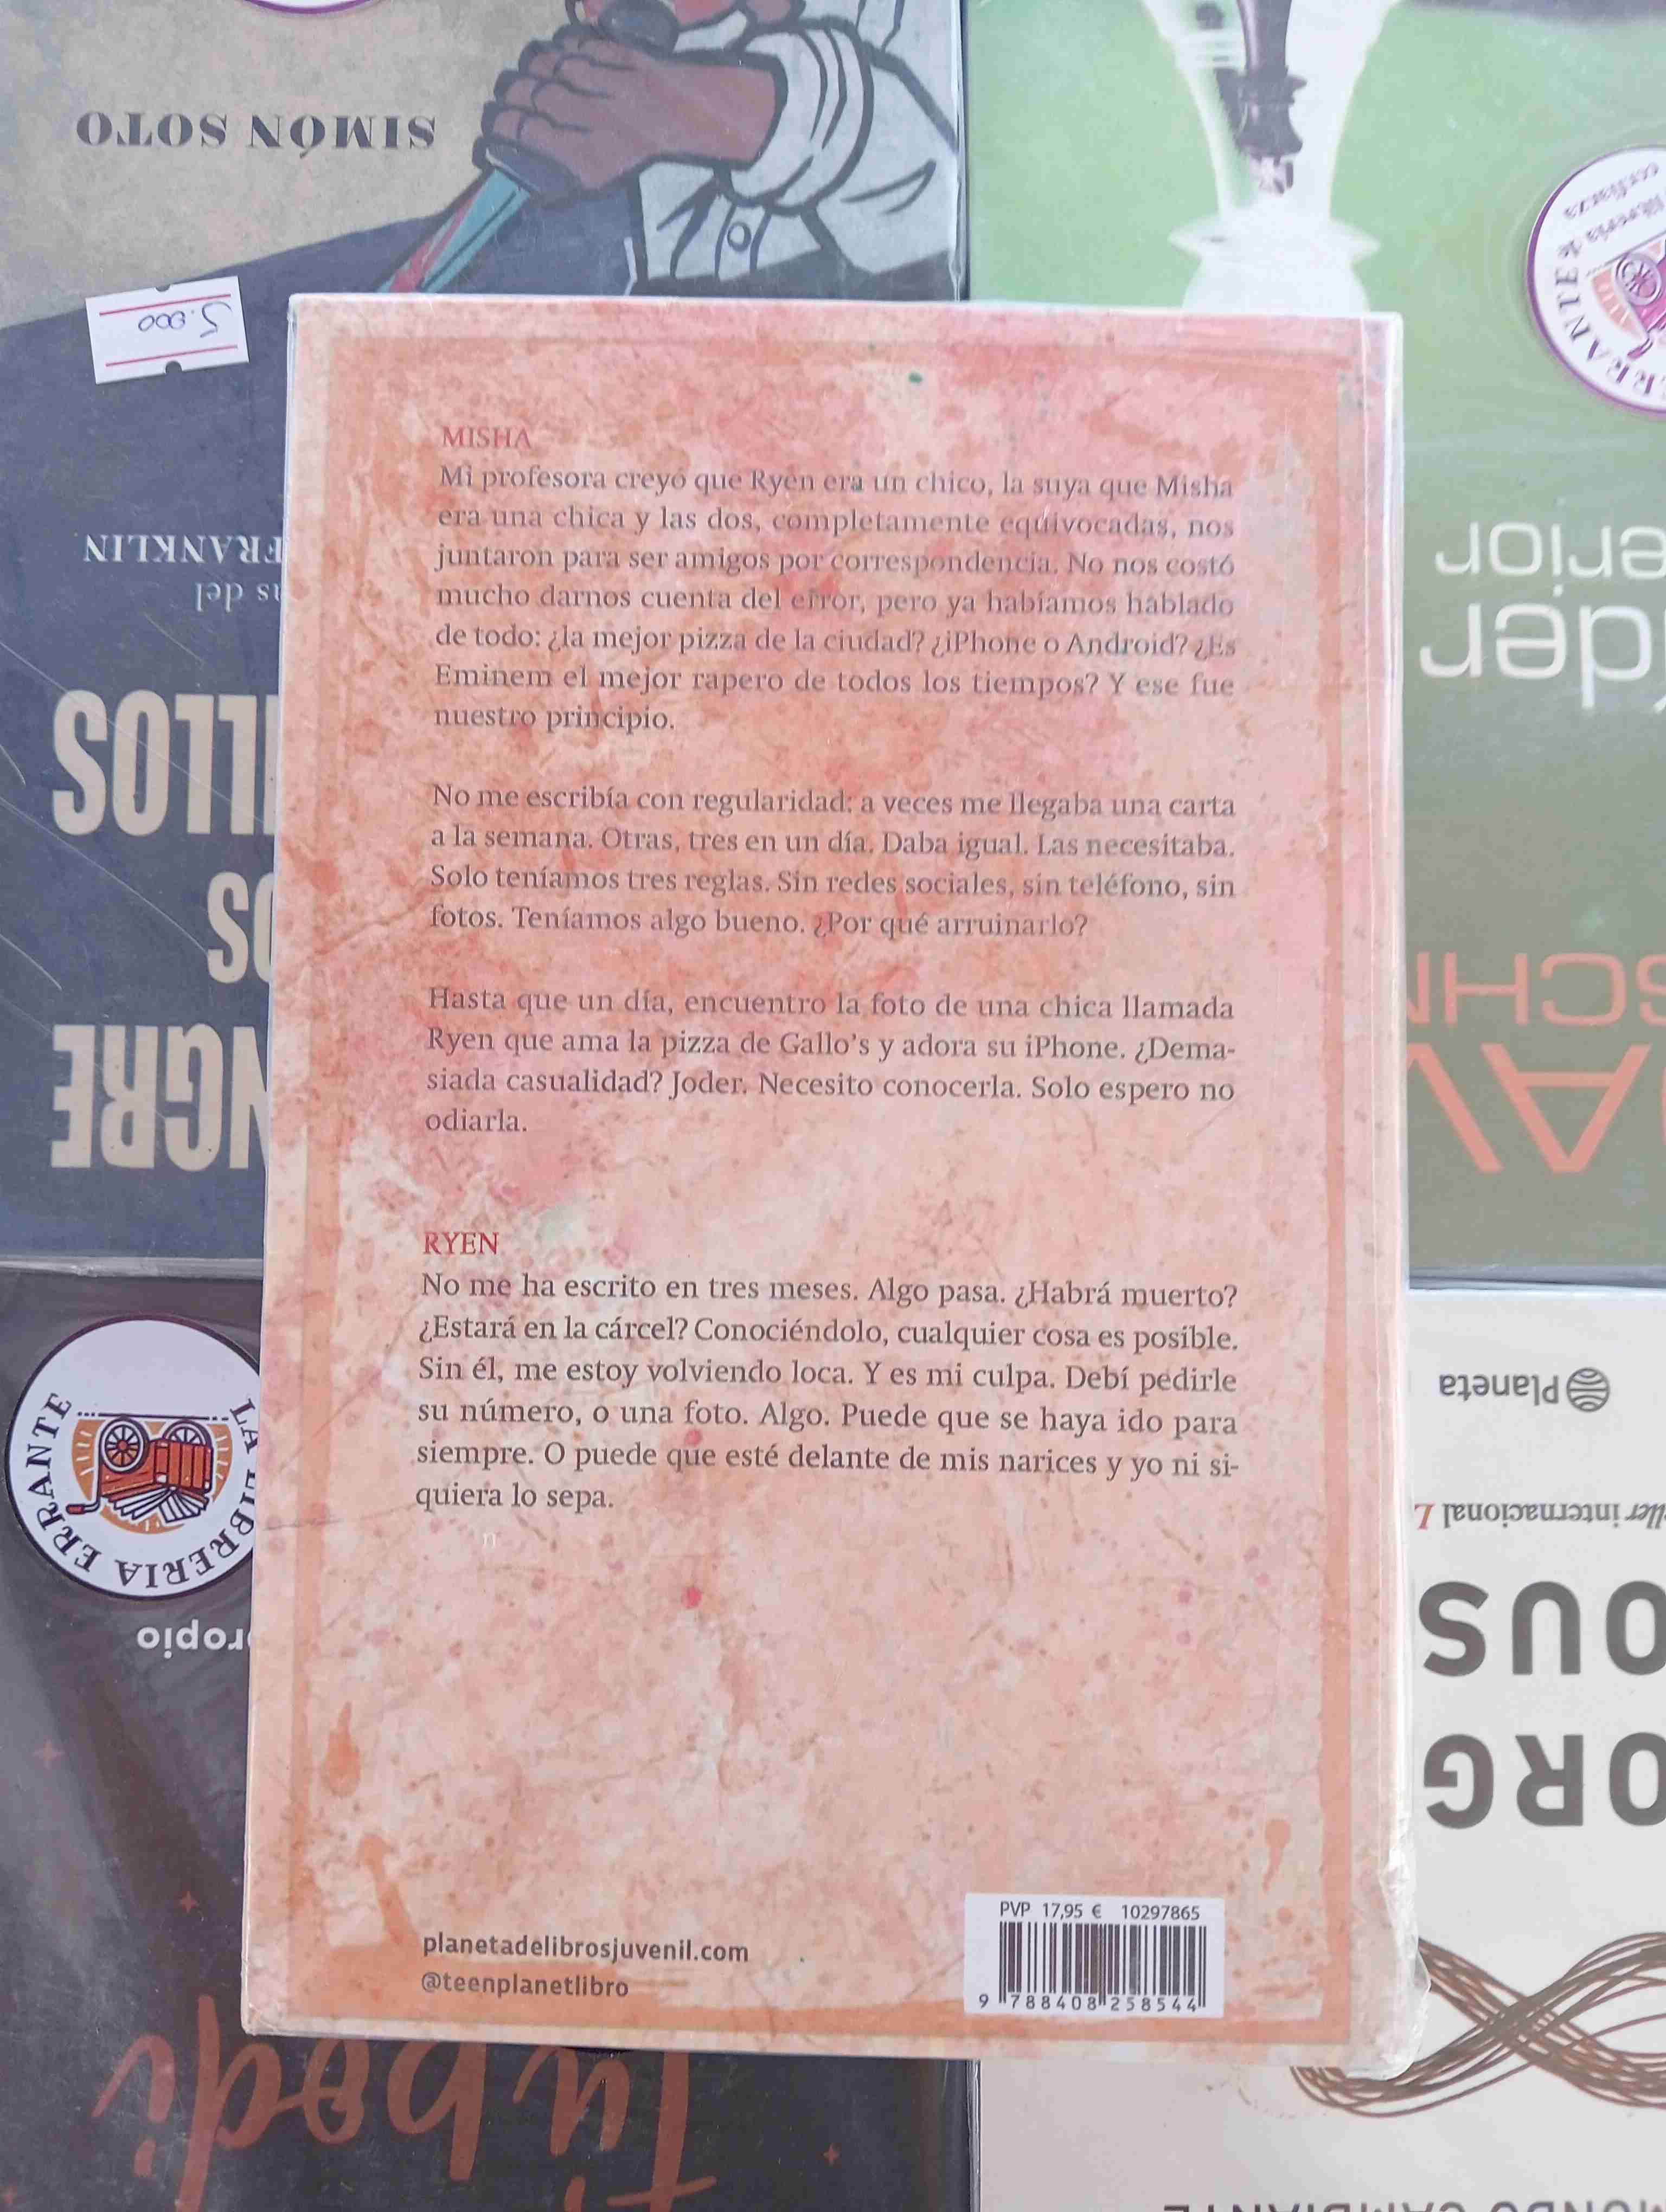 SIMÓN SOTO
5.000
FRANKLIN
del
OS
NGRE
LA LIBRERIA ERRANTE
MISHA
Mi profesora creyó que Ryen era un chico, la suya que Misha
era una chica y las dos, completamente equivocadas, nos
juntaron para ser amigos por correspondencia. No nos costó
mucho darnos cuenta del error, pero ya habíamos hablado
de todo: ¿la mejor pizza de la ciudad? ¿iPhone o Android? ¿Es
Eminem el mejor rapero de todos los tiempos? Y ese fue
nuestro principio.
No me escribía con regularidad: a veces me llegaba una carta
a la semana. Otras, tres en un día. Daba igual. Las necesitaba.
Solo teníamos tres reglas. Sin redes sociales, sin teléfono, sin
fotos. Teníamos algo bueno. ¿Por qué arruinarlo?
Hasta que un día, encuentro la foto de una chica llamada
Ryen que ama la pizza de Gallo's y adora su iPhone. ¿Dema-
siada casualidad? Joder. Necesito conocerla. Solo espero no
odiarla.
RYEN
No me ha escrito en tres meses. Algo pasa. ¿Habrá muerto?
¿Estará en la cárcel? Conociéndolo, cualquier cosa es posible.
Sin él, me estoy volviendo loca. Y es mi culpa. Debí pedirle
su número, o una foto. Algo. Puede que se haya ido para
siempre. O puede que esté delante de mis narices y yo ni si-
quiera lo sepa.
planetadelibrosjuvenil.com
@teenplanetlibro
PVP 17,95 € 10297865
9 788408 258544
librería de
confianza
Planeta
internacional
ORG
OUS
Tu